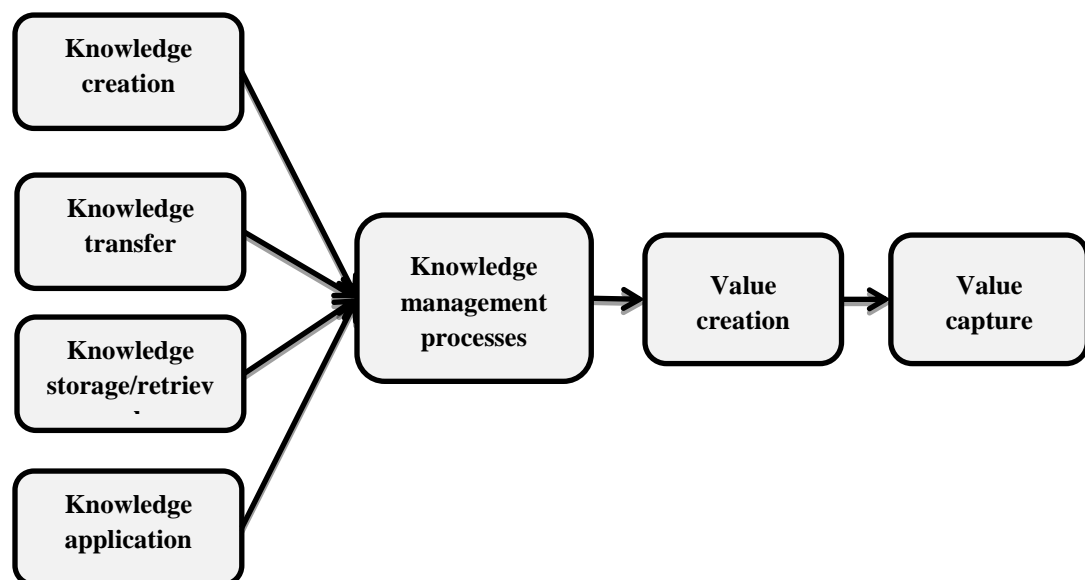 Knowledge
creation
Knowledge
transfer
Knowledge
storage/retriev
Knowledge
application
Knowledge
management
processes
Value
creation
Value
capture